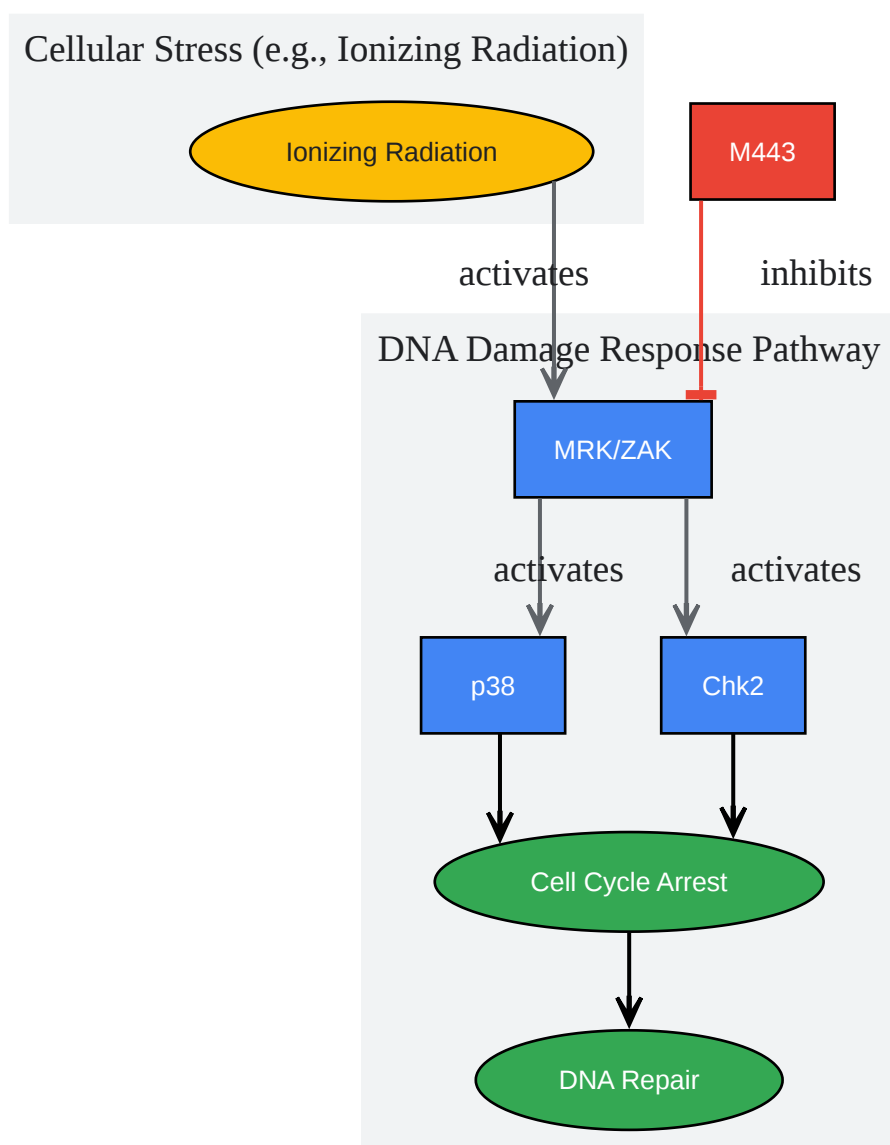 Cellular Stress (e.g., Ionizing Radiation)
Ionizing Radiation
M443
activates
inhibits
DNA Damage Response Pathway
MRK/ZAK
activates
activates
p38
Chk2
Cell Cycle Arrest
DNA Repair